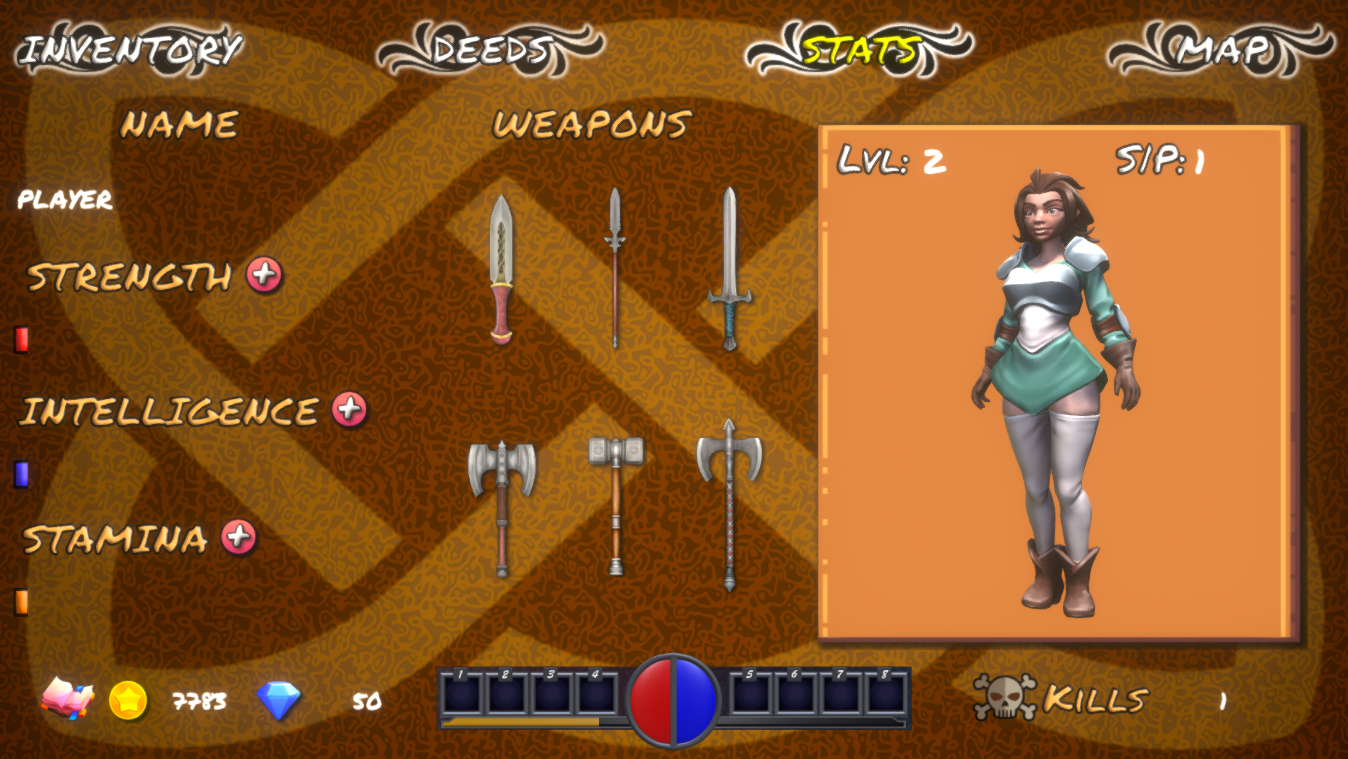 INVENTORY DEEDS STATS MAP
NAME WEAPONS
LVL: 2 S/P: 1
PLAYER
STRENGTH
INTELLIGENCE
STAMINA
1 2 3 4 5 6 7 8
7783 50 KILLS 1